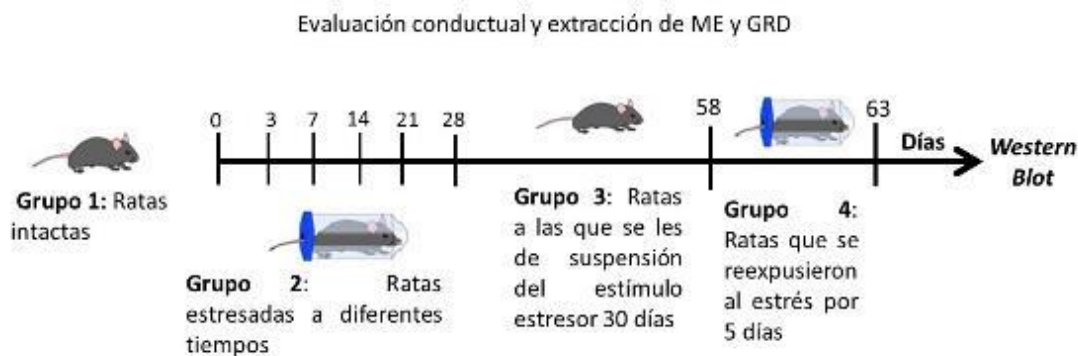 Evaluación conductual y extracción de ME y GRD
0 3 7 14 21 28 58 63
Días
Western
Blot
Grupo 1: Ratas
intactas
Grupo 2: Ratas
estresadas a diferentes
tiempos
Grupo 3: Ratas
a las que se les
de suspensión
del estímulo
estresor 30 días
Grupo 4:
Ratas que se
reexpusieron
al estrés por
5 días